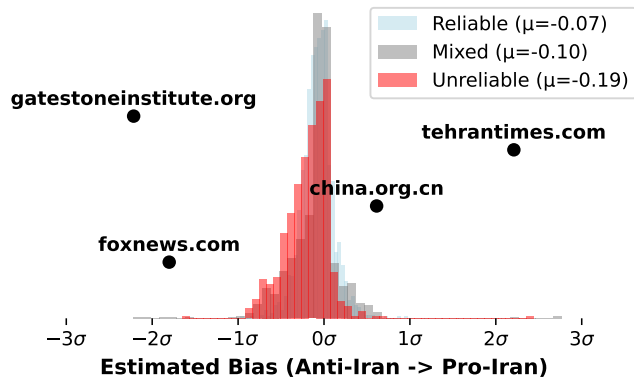 Reliable (μ=-0.07)
Mixed (μ=-0.10)
Unreliable (μ=-0.19)
gatestoneinstitute.org
tehrantimes.com
china.org.cn
foxnews.com
−3σ −2σ −1σ 0σ 1σ 2σ 3σ
Estimated Bias (Anti-Iran -> Pro-Iran)